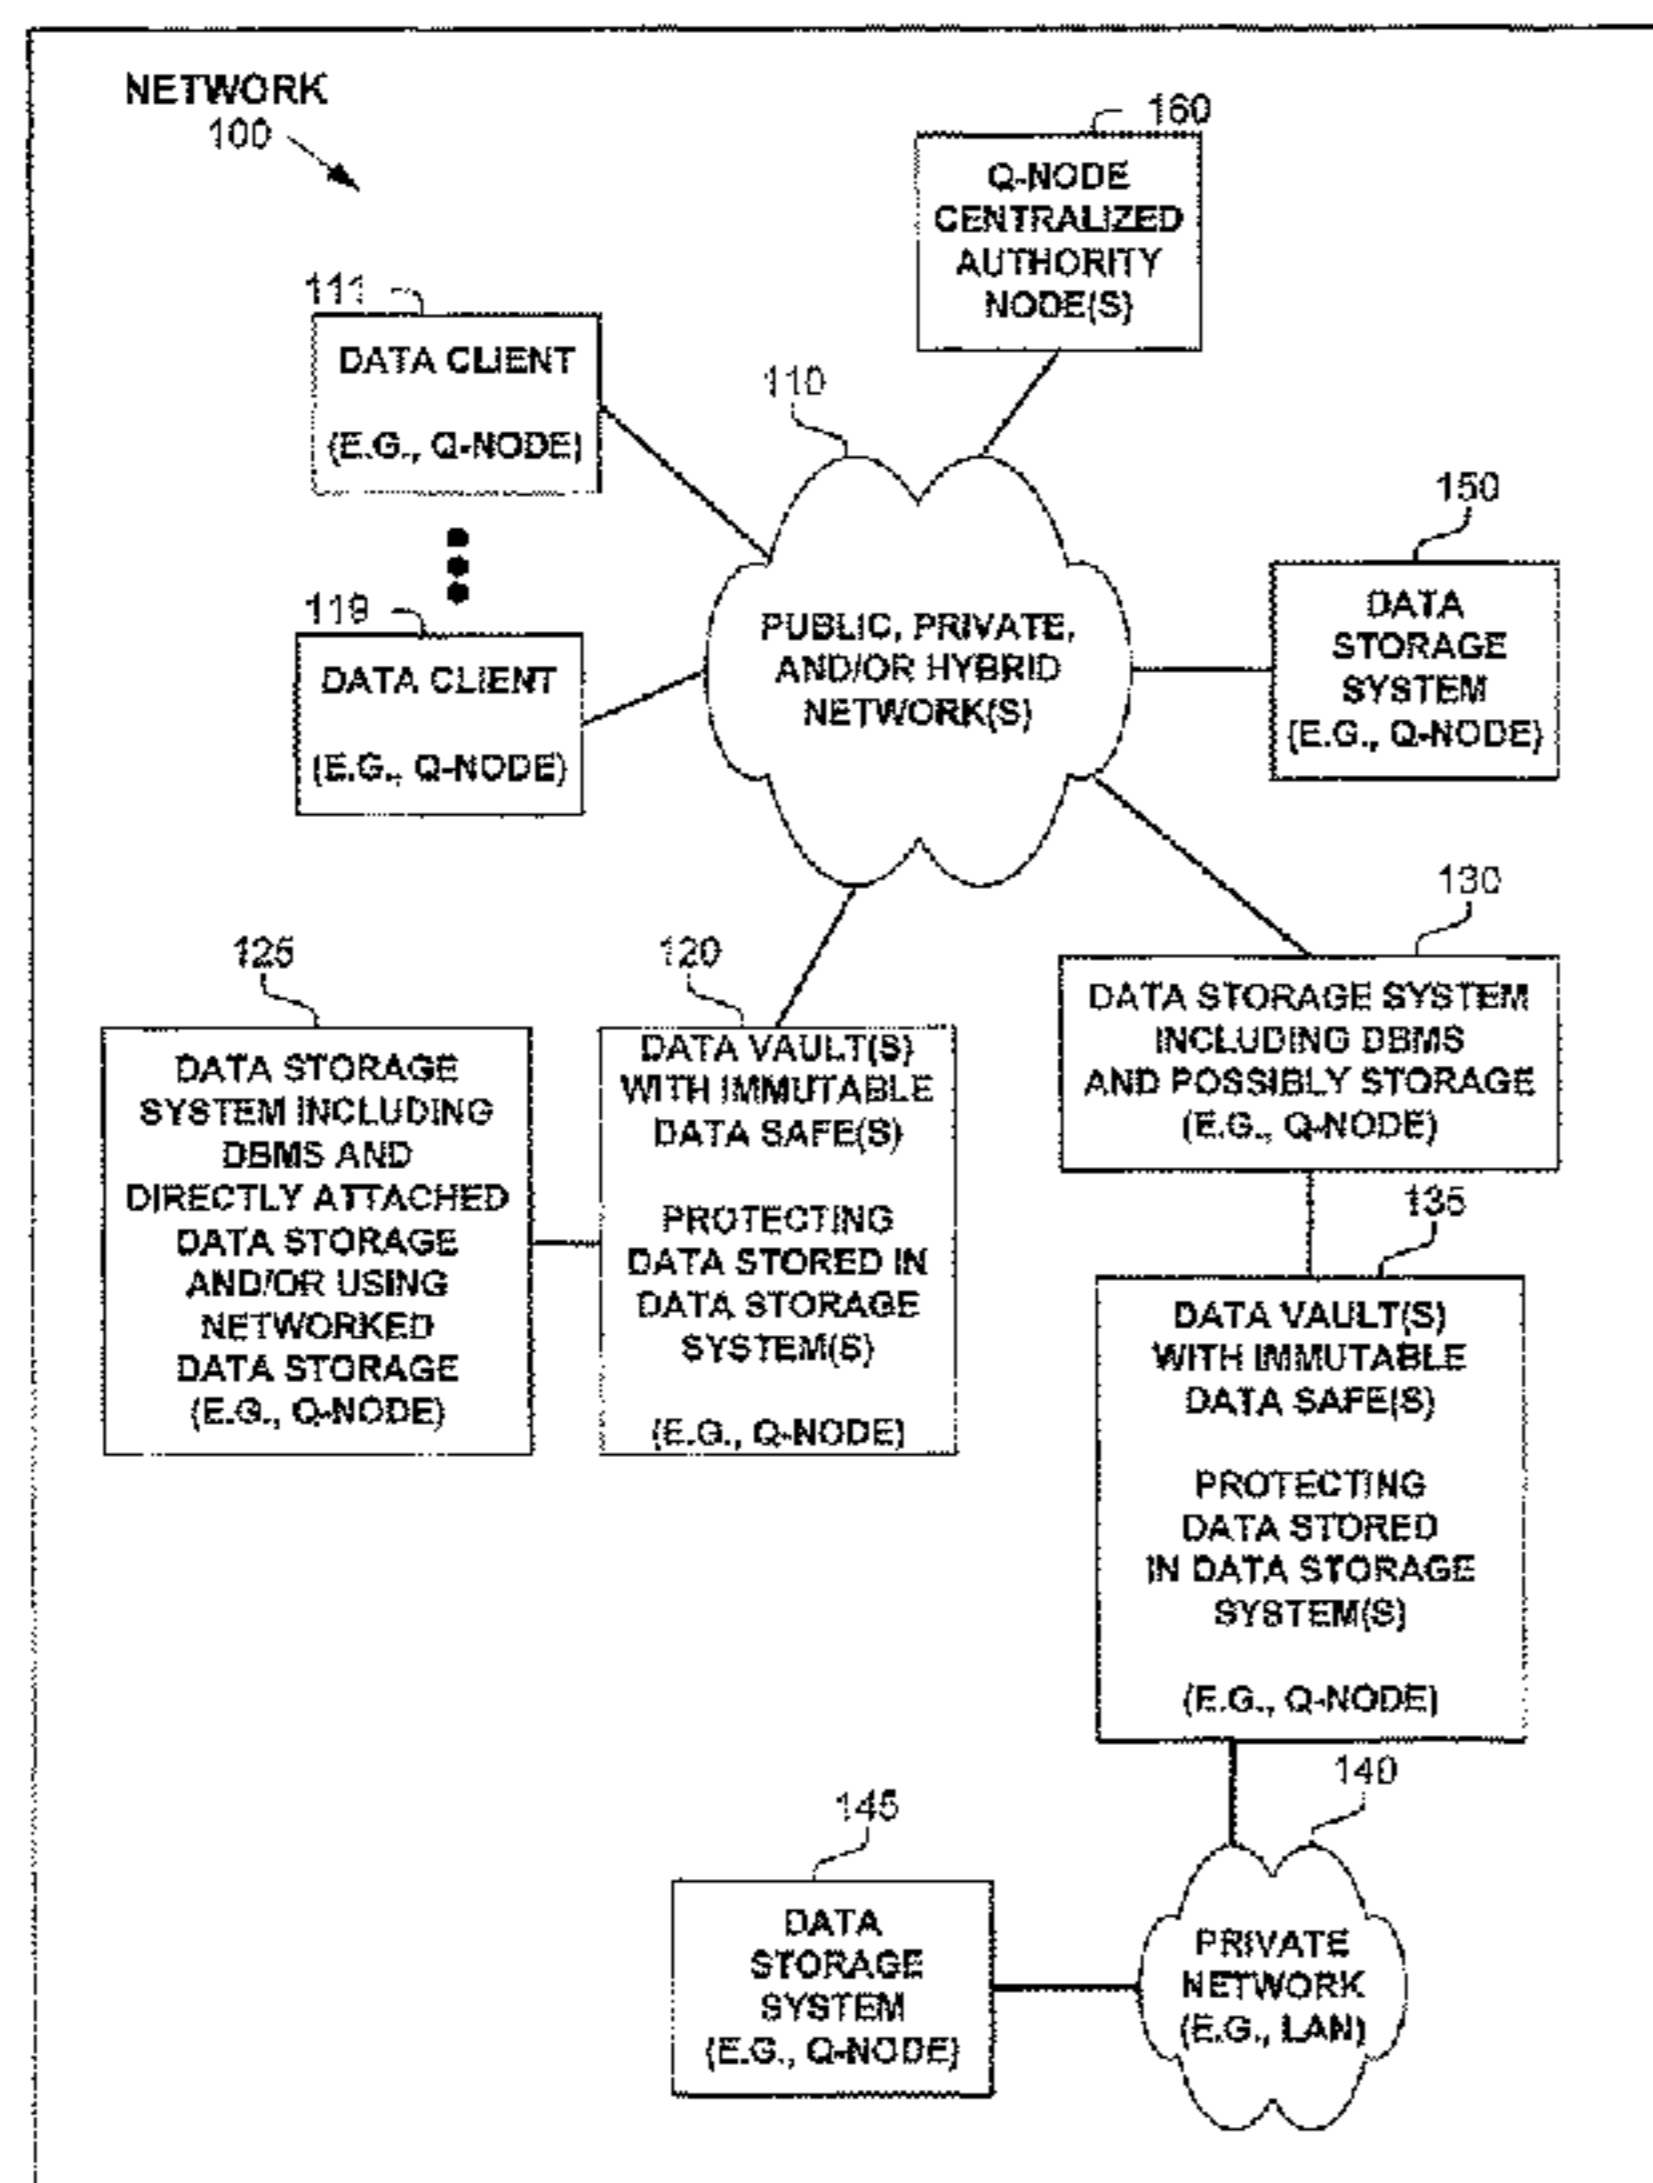 NETWORK
100
160
Q-NODE
CENTRALIZED
AUTHORITY
NODE(S)
111
DATA CLIENT
(E.G., Q-NODE)
110
150
119
DATA CLIENT
(E.G., Q-NODE)
PUBLIC, PRIVATE,
AND/OR HYBRID
NETWORK(S)
DATA
STORAGE
SYSTEM
(E.G., Q-NODE)
125
DATA STORAGE
SYSTEM INCLUDING
DBMS AND
DIRECTLY ATTACHED
DATA STORAGE
AND/OR USING
NETWORKED
DATA STORAGE
(E.G., Q-NODE)
120
DATA VAULT(S)
WITH IMMUTABLE
DATA SAFE(S)
PROTECTING
DATA STORED IN
DATA STORAGE
SYSTEM(S)
(E.G., Q-NODE)
130
DATA STORAGE SYSTEM
INCLUDING DBMS
AND POSSIBLY STORAGE
(E.G., Q-NODE)
135
DATA VAULT(S)
WITH IMMUTABLE
DATA SAFE(S)
PROTECTING
DATA STORED
IN DATA STORAGE
SYSTEM(S)
(E.G., Q-NODE)
140
145
DATA
STORAGE
SYSTEM
(E.G., Q-NODE)
PRIVATE
NETWORK
(E.G., LAN)